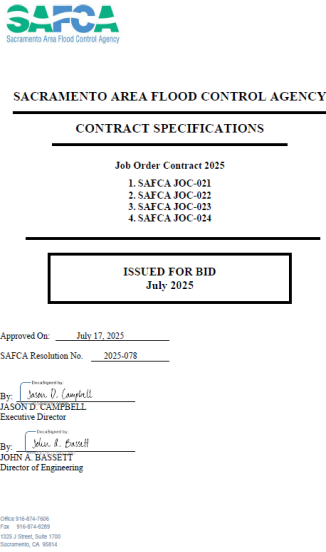 SAFCA
Sacramento Area Flood Control Agency
SACRAMENTO AREA FLOOD CONTROL AGENCY
CONTRACT SPECIFICATIONS
Job Order Contract 2025
1. SAFCA JOC-021
2. SAFCA JOC-022
3. SAFCA JOC-023
4. SAFCA JOC-024
ISSUED FOR BID
July 2025
Approved On: July 17, 2025
SAFCA Resolution No. 2025-078
DocuSigned by:
By: Jason D. Campbell
JASON D. CAMPBELL
Executive Director
DocuSigned by:
By: John A. Bassett
JOHN A. BASSETT
Director of Engineering
Office 916-874-7606
Fax 916-874-8289
1325 J Street, Suite 1700
Sacramento, CA 95814